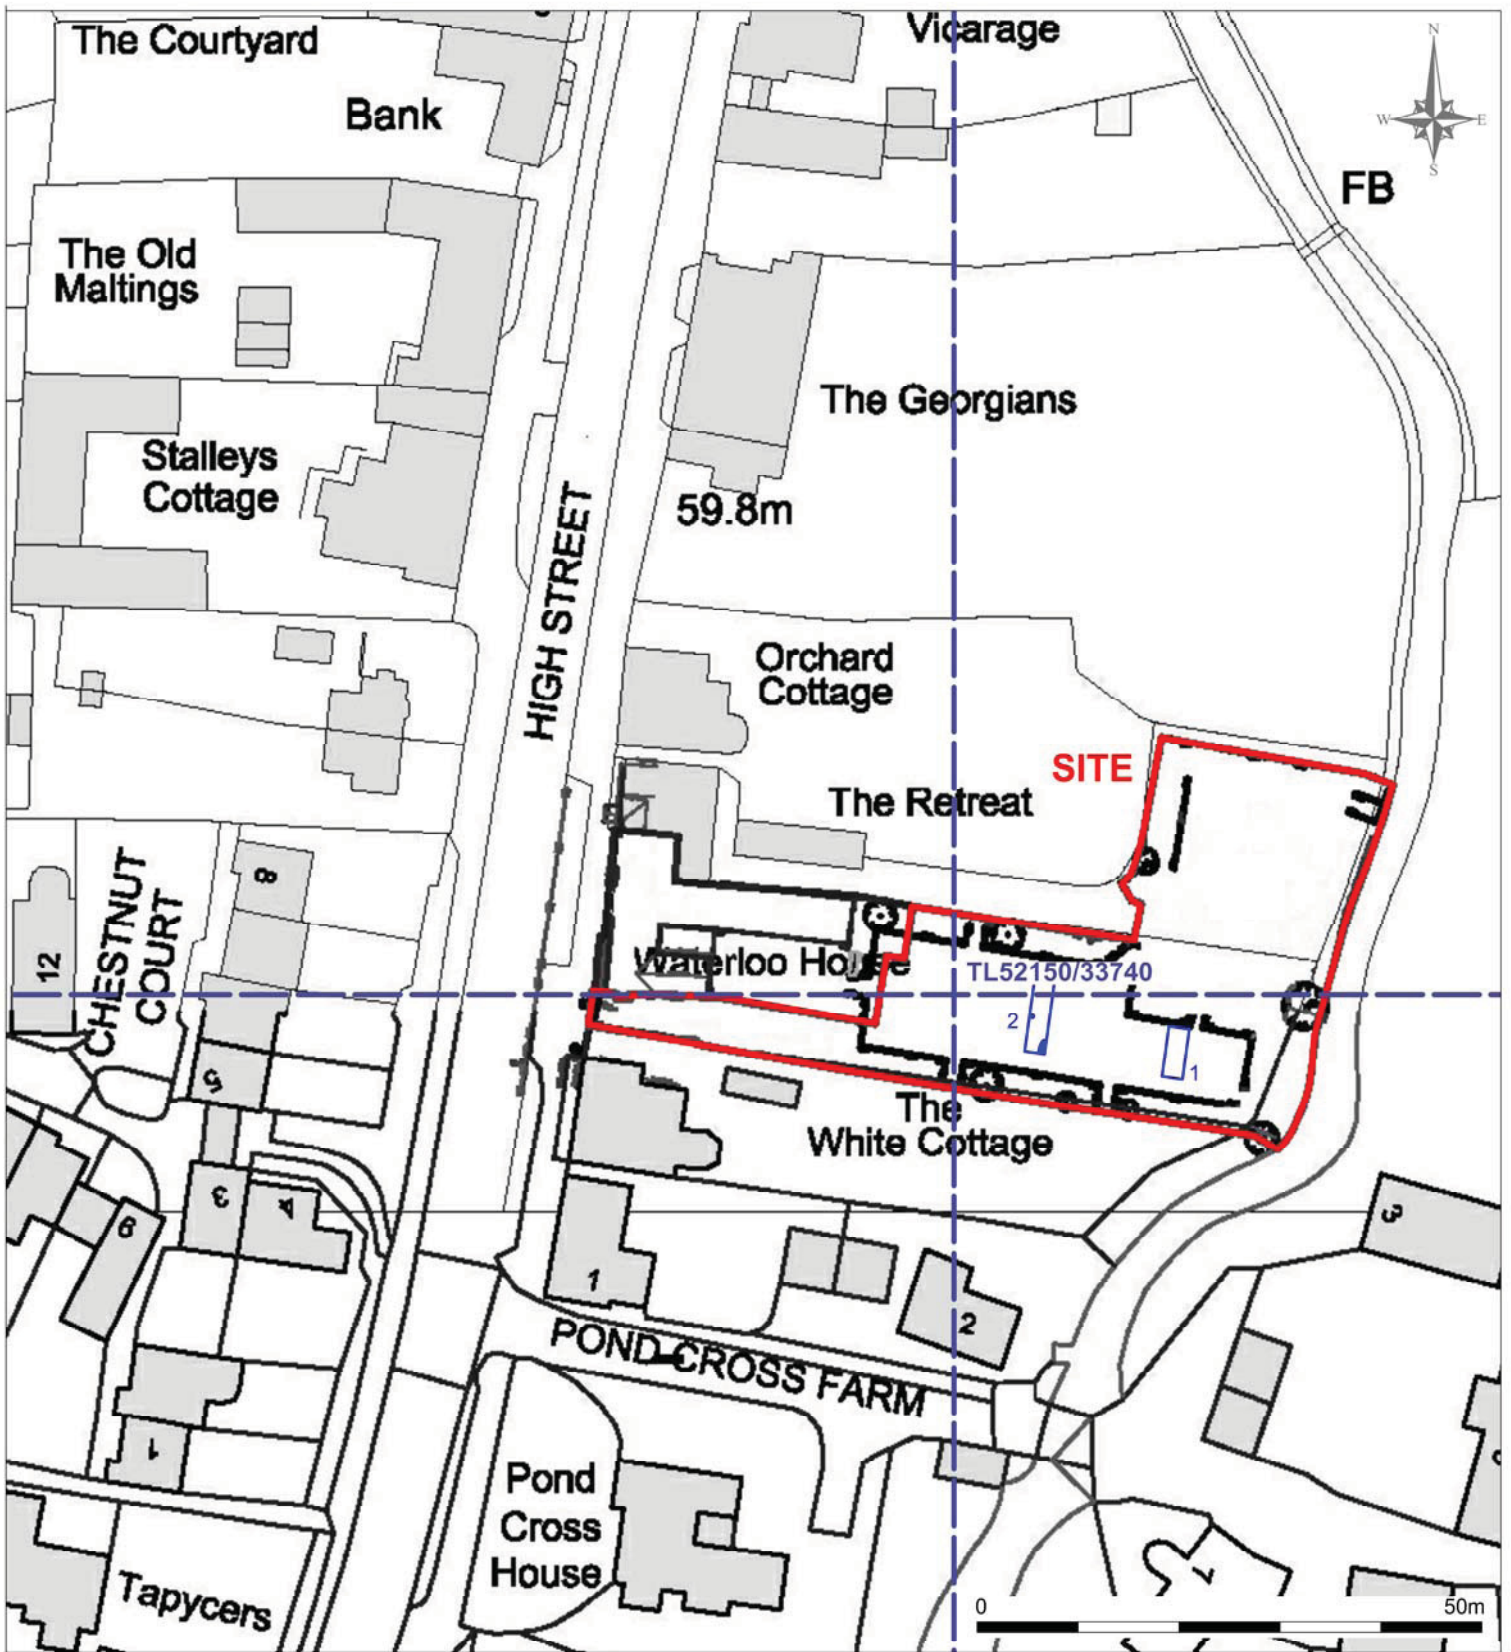 The Courtyard
Vicarage
Bank
N
W
E
S
FB
The Old
Maltings
The Georgians
Stalleys
Cottage
59.8m
HIGH STREET
Orchard
Cottage
SITE
The Retreat
8
CHESTNUT
COURT
12
Waterloo House
TL52150/33740
2
1
5
The
White Cottage
3
4
6
3
1
2
POND CROSS FARM
1
Pond
Cross
House
Tapycers
7
0
50m